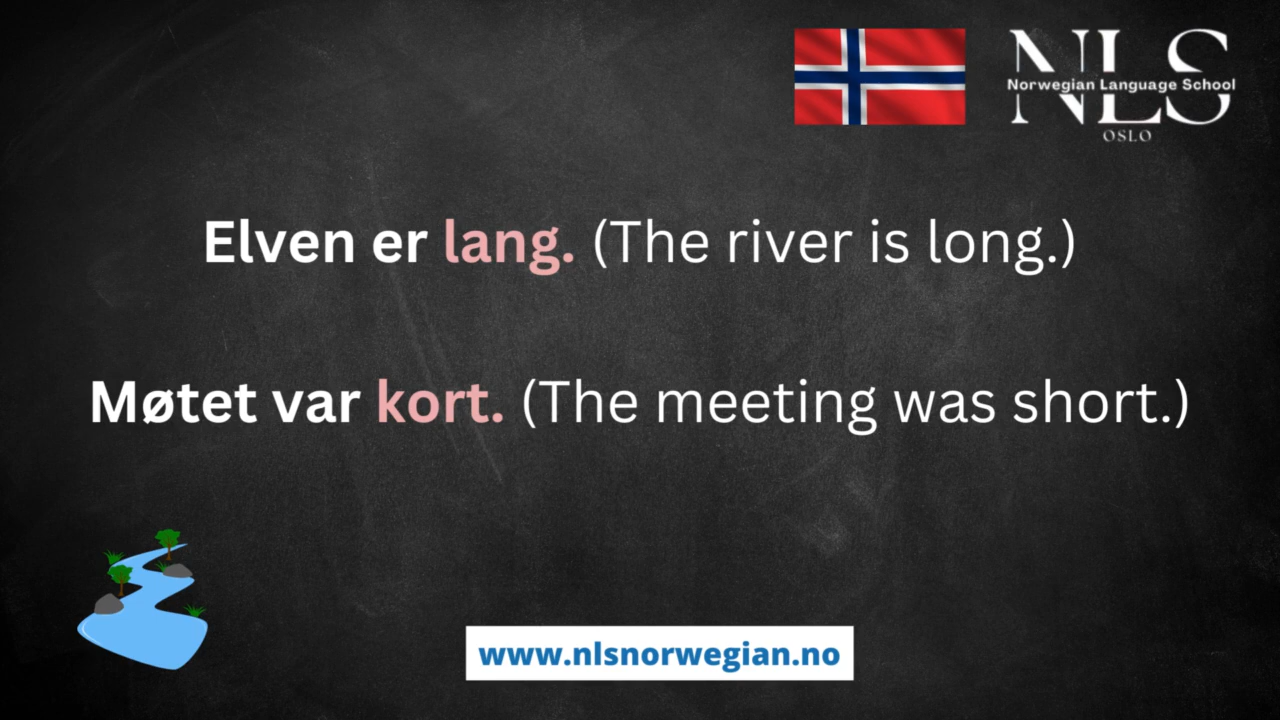 NLS
Norwegian Language School
OSLO
Elven er lang. (The river is long.)
Møtet var kort. (The meeting was short.)
www.nlsnorwegian.no